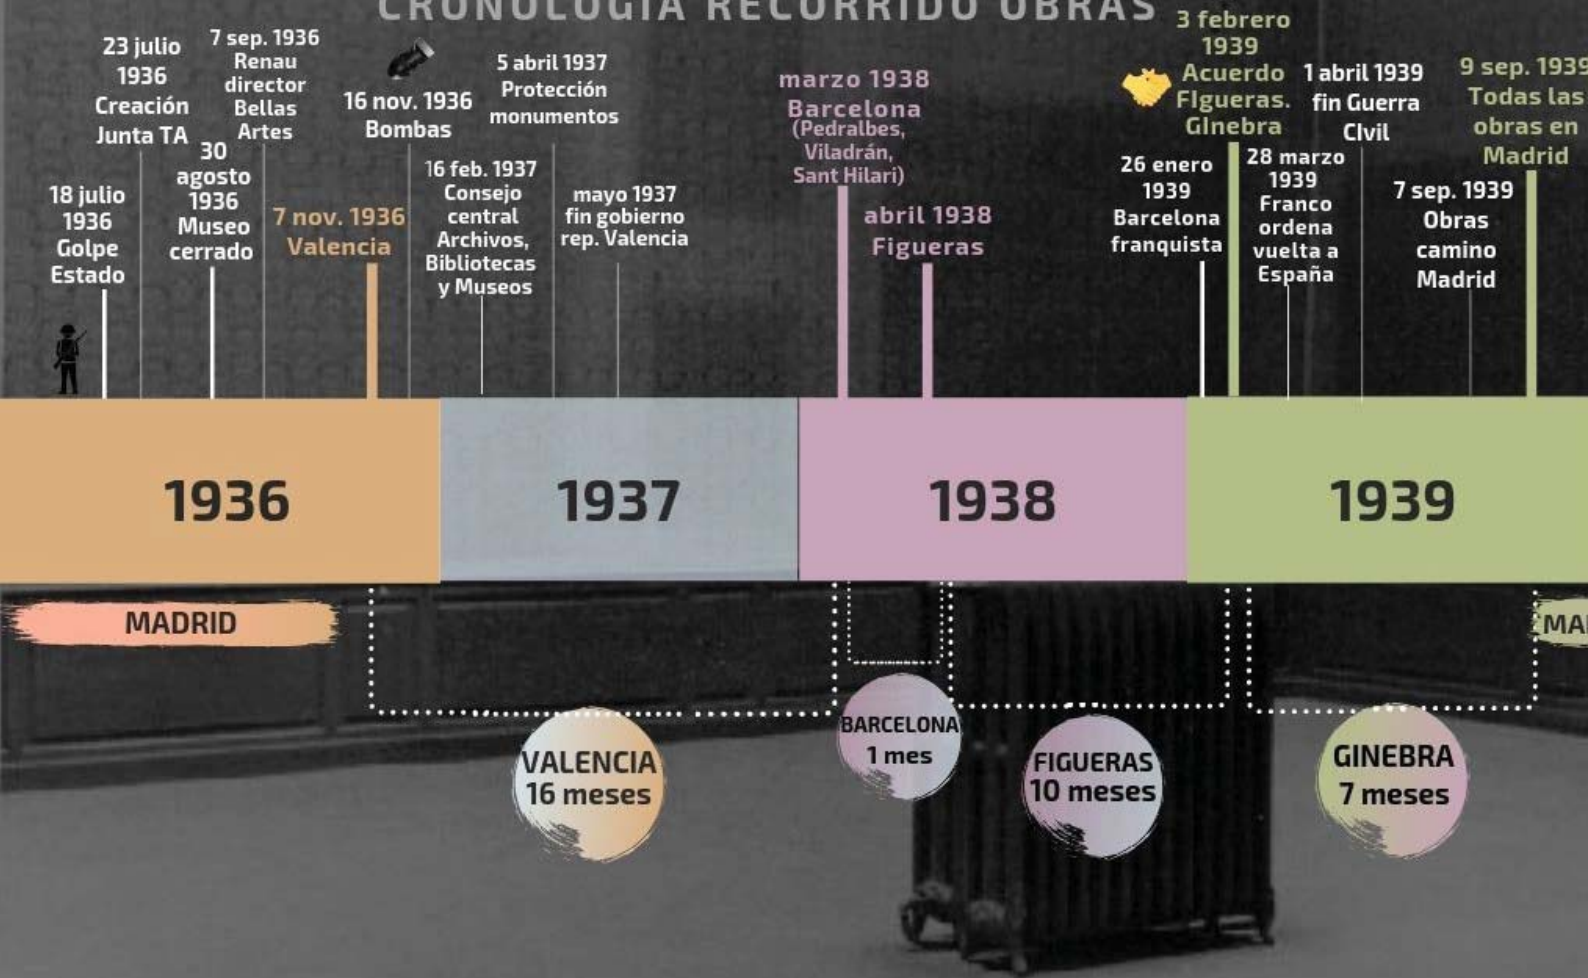 CRONOLOGÍA RECORRIDO OBRAS
18 julio
1936
Golpe
Estado
23 julio
1936
Creación
Junta TA
30
agosto
1936
Museo
cerrado
7 sep. 1936
Renau
director
Bellas
Artes
7 nov. 1936
Valencia
16 nov. 1936
Bombas
16 feb. 1937
Consejo
central
Archivos,
Bibliotecas
y Museos
5 abril 1937
Protección
monumentos
mayo 1937
fin gobierno
rep. Valencia
marzo 1938
Barcelona
(Pedralbes,
Viladrán,
Sant Hilari)
abril 1938
Figueras
26 enero
1939
Barcelona
franquista
3 febrero
1939
Acuerdo
FIgueras.
GInebra
28 marzo
1939
Franco
ordena
vuelta a
España
1 abril 1939
fin Guerra
CIvil
7 sep. 1939
Obras
camino
Madrid
9 sep. 1939
Todas las
obras en
Madrid
1936
1937
1938
1939
MADRID
VALENCIA
16 meses
BARCELONA
1 mes
FIGUERAS
10 meses
GINEBRA
7 meses